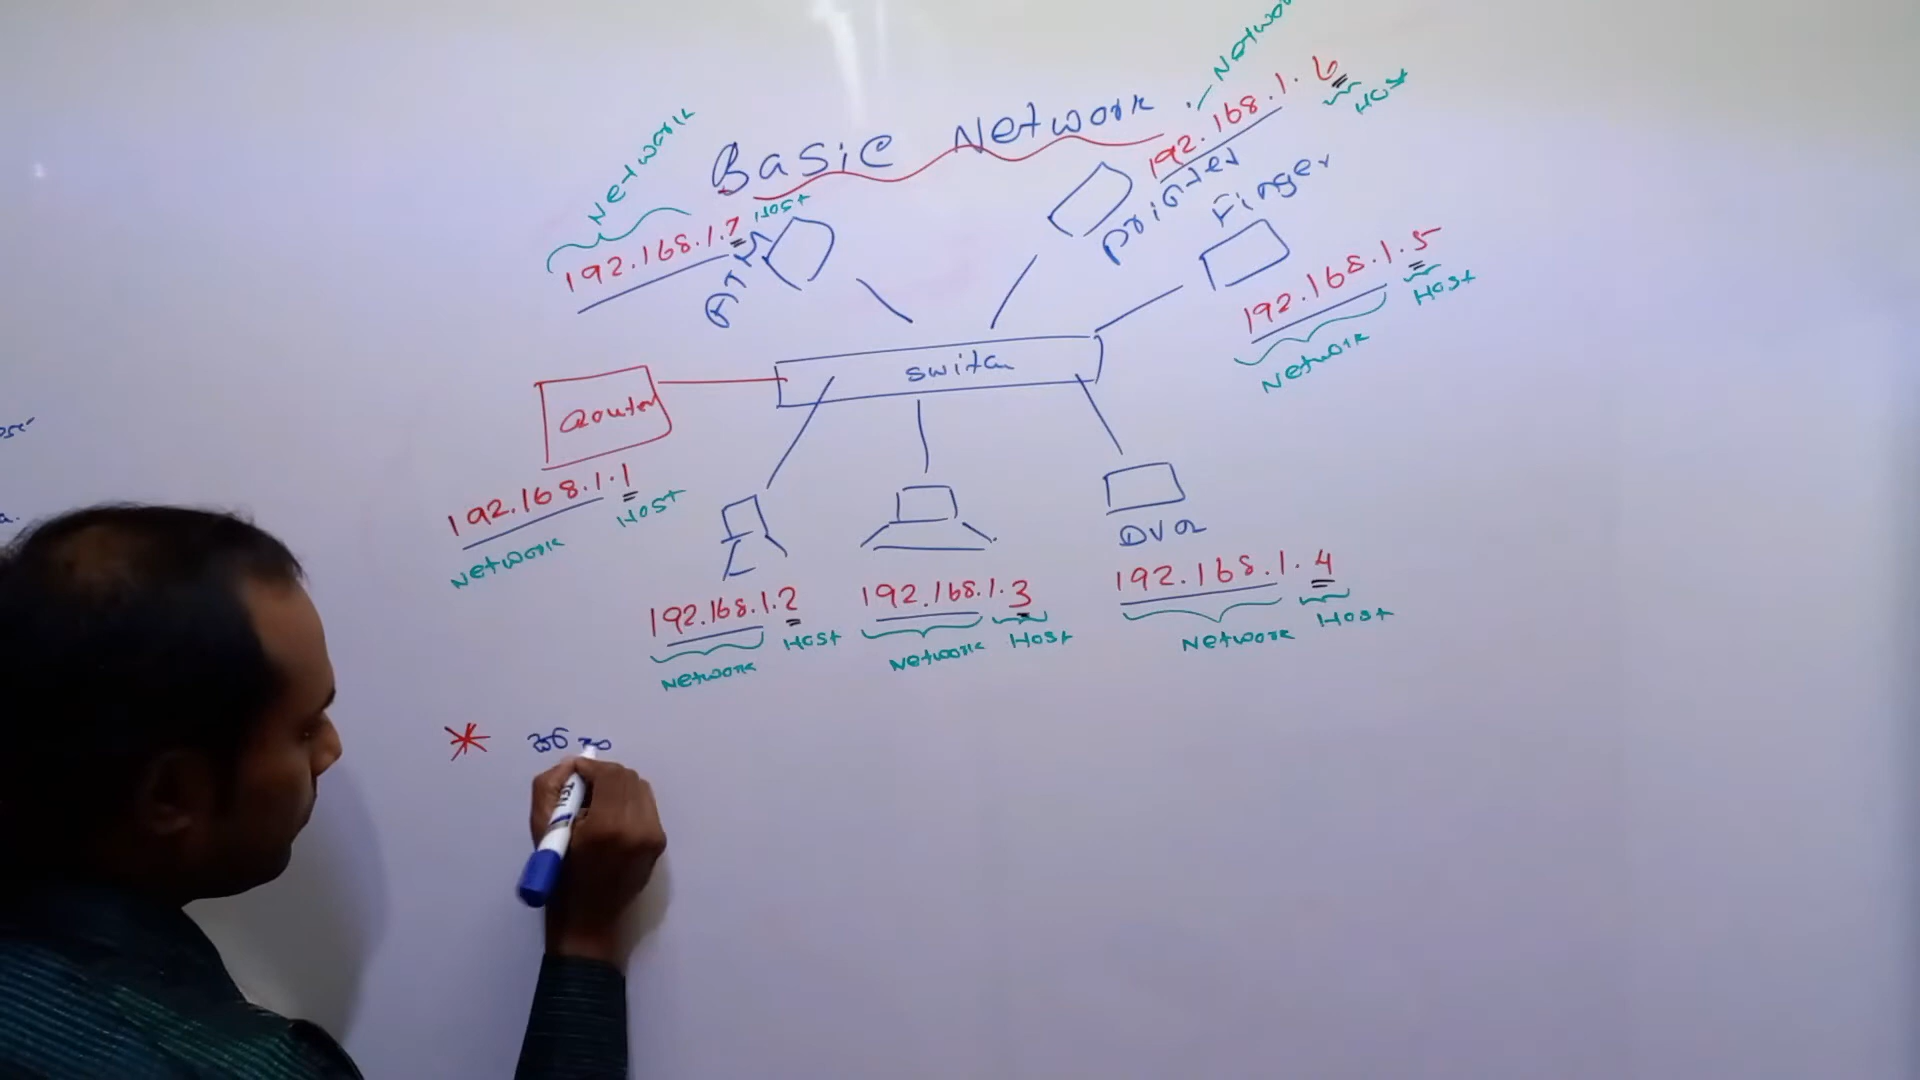 Basic Network
Network
192.168.1.7
Host
192.168.1.6
Host
Printer
Finger
192.168.1.5
Host
Network
Switch
Router
192.168.1.1
Host
Network
192.168.1.2
Host
Network
192.168.1.3
Host
Network
DVR
192.168.1.4
Host
Network